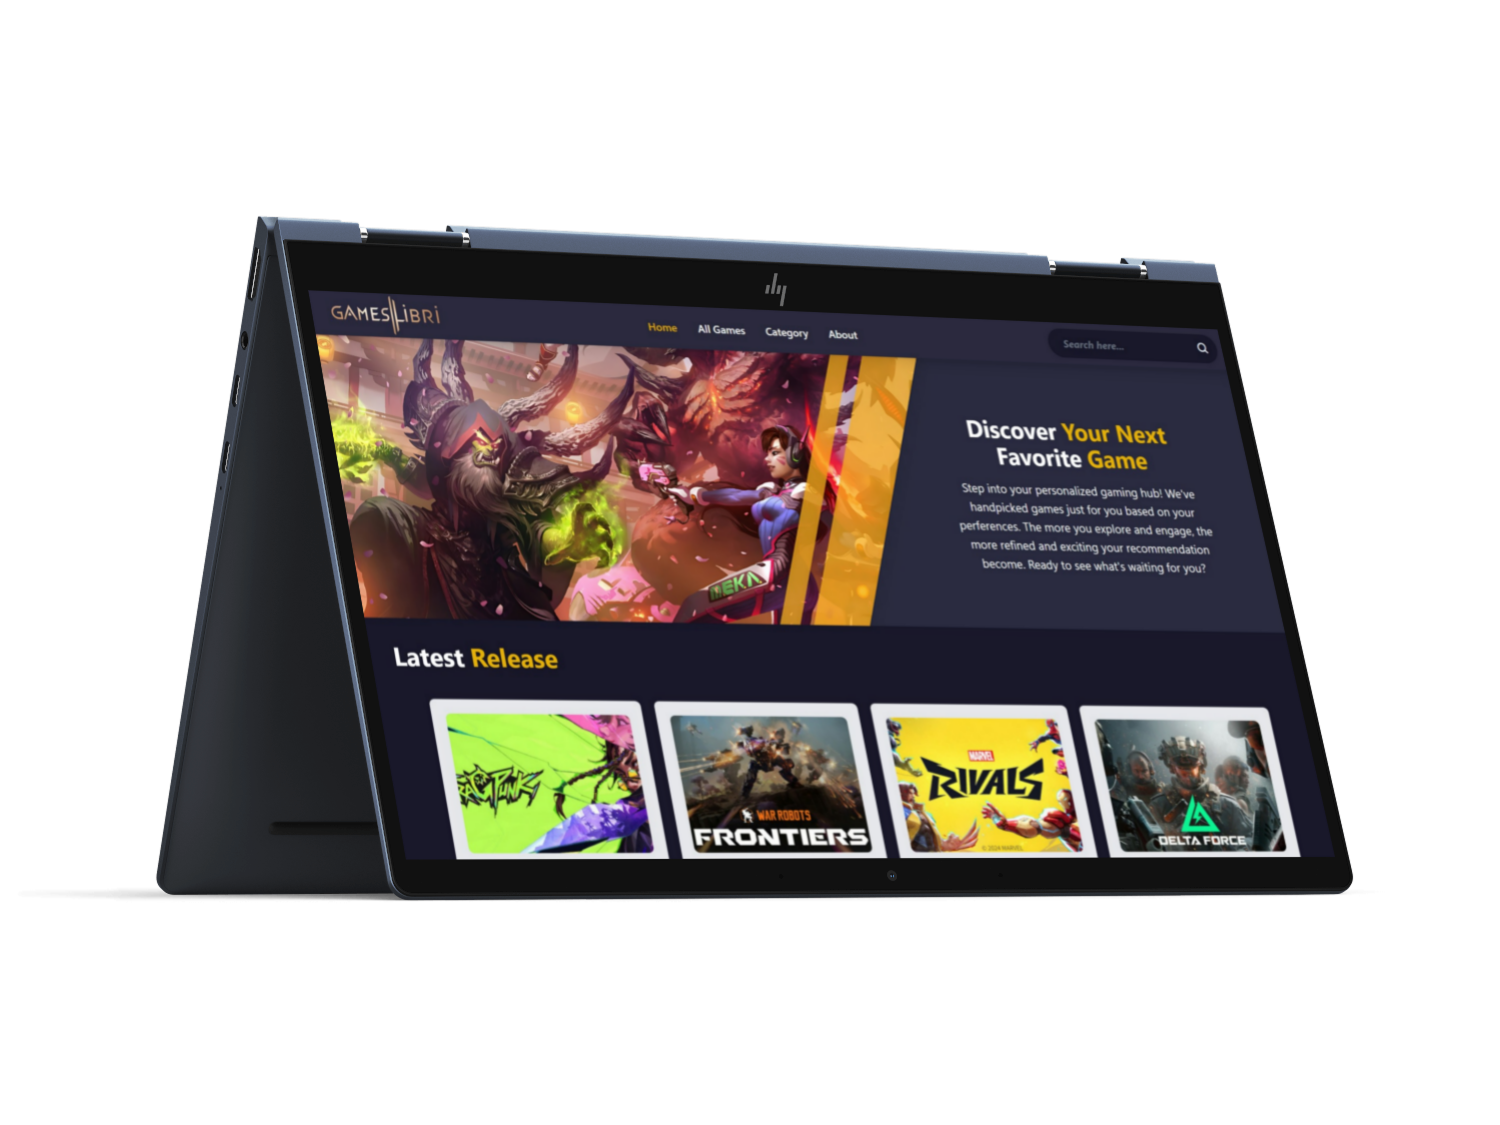 hp
GAMES LIBRI
Home
All Games
Category
About
Search here...
Discover Your Next
Favorite Game
Step into your personalized gaming hub! We've
handpicked games just for you based on your
perferences. The more you explore and engage, the
more refined and exciting your recommendation
become. Ready to see what's waiting for you?
MEKA
Latest Release
WAR ROBOTS
FRONTIERS
MARVEL
RIVALS
© 2024 MARVEL
DELTA FORCE